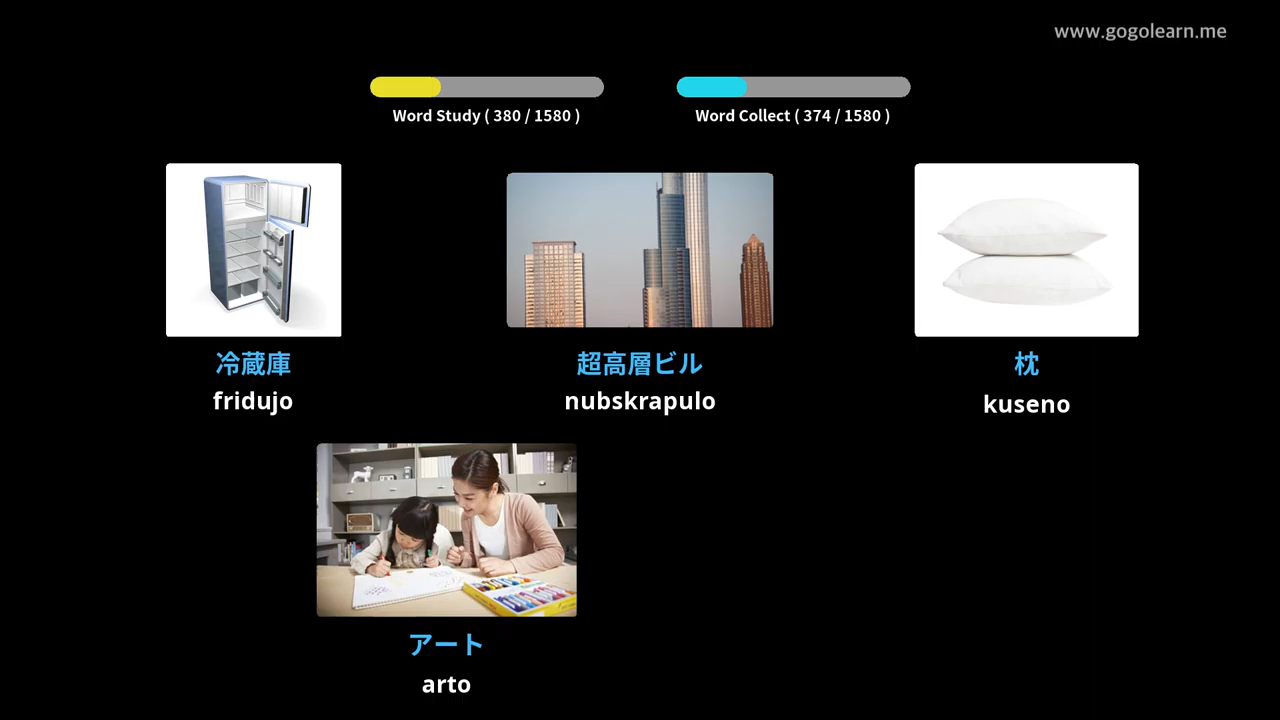 www.gogolearn.me
Word Study ( 380 / 1580 )
Word Collect ( 374 / 1580 )
冷蔵庫
fridujo
超高層ビル
nubskrapulo
枕
kuseno
アート
arto